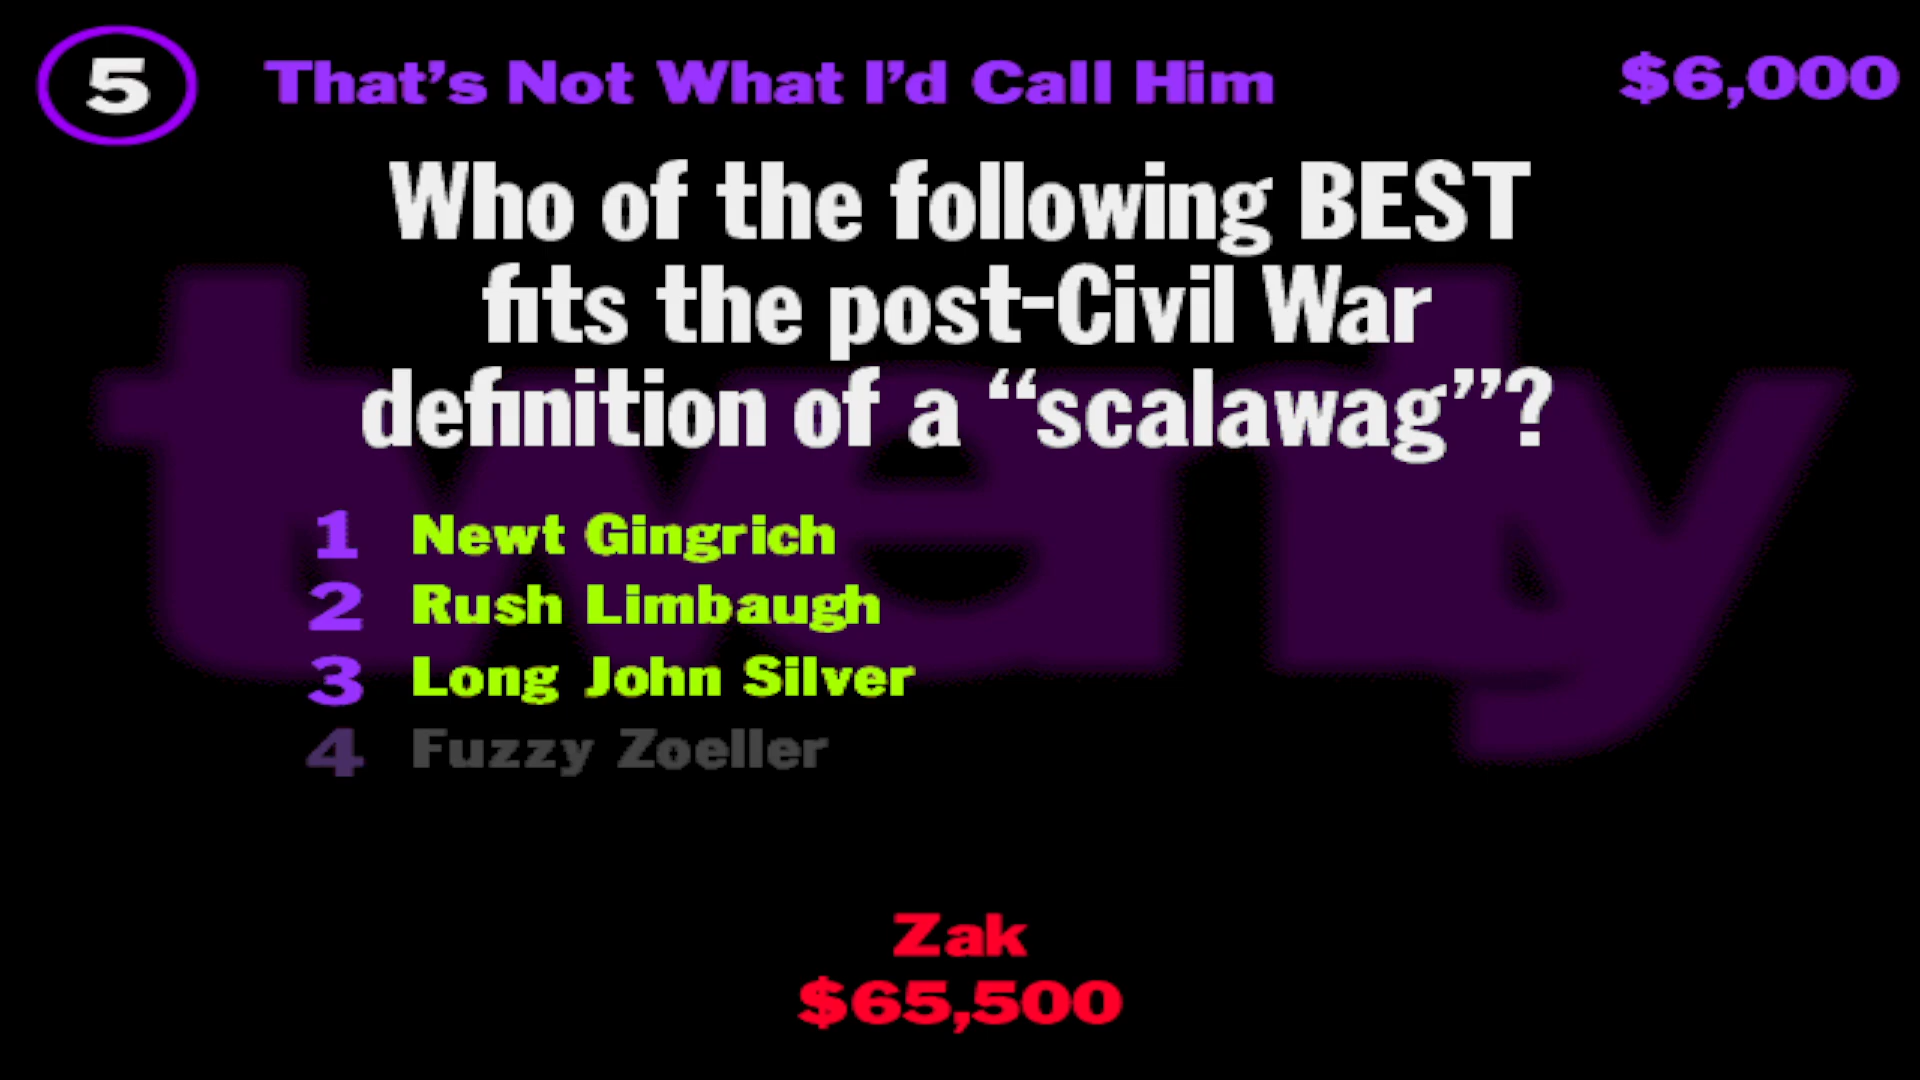 5
That's Not What I'd Call Him
$6,000
Who of the following BEST
fits the post-Civil War
definition of a “scalawag”?
1 Newt Gingrich
2 Rush Limbaugh
3 Long John Silver
4 Fuzzy Zoeller
twenty
Zak
$65,500